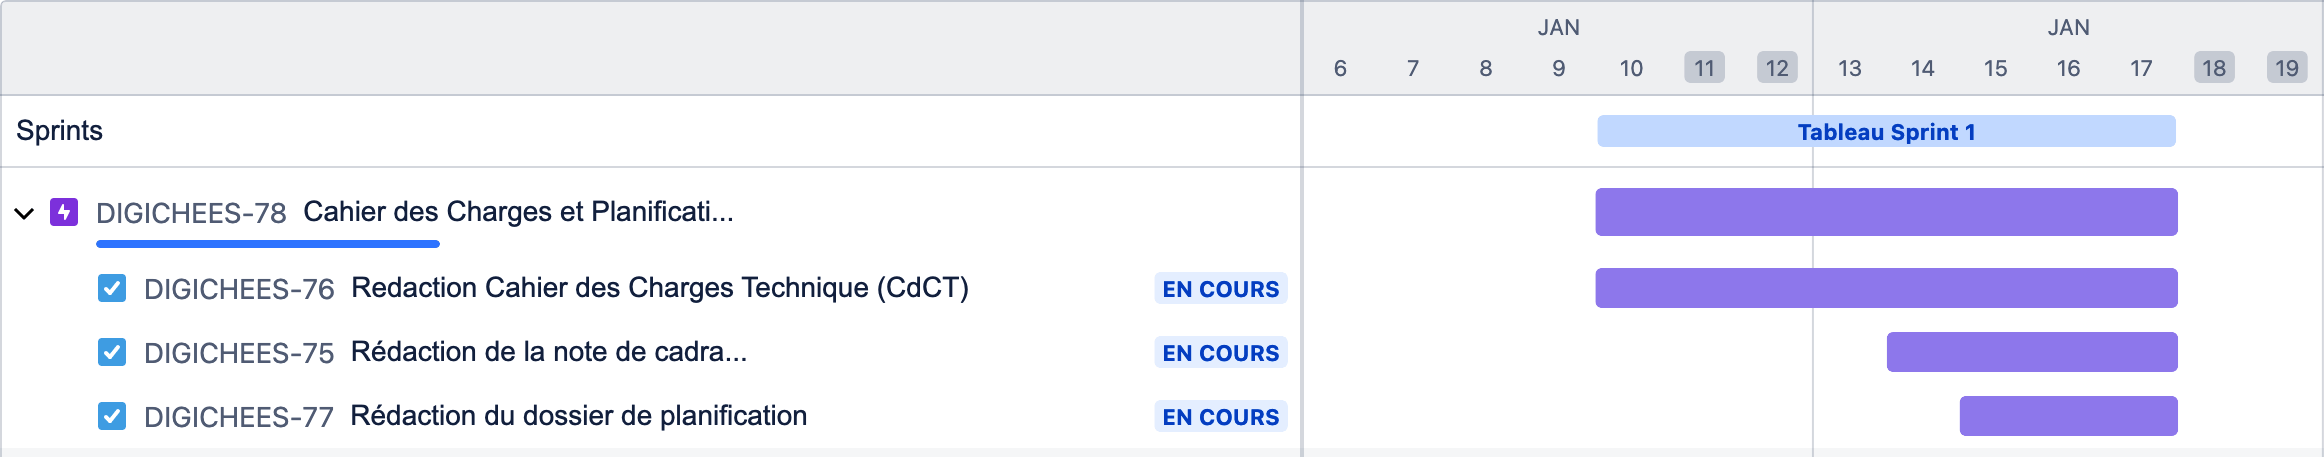 JAN JAN
6 7 8 9 10 11 12 13 14 15 16 17 18 19
Sprints Tableau Sprint 1
DIGICHEES-78 Cahier des Charges et Planificati...
DIGICHEES-76 Redaction Cahier des Charges Technique (CdCT) EN COURS
DIGICHEES-75 Rédaction de la note de cadra... EN COURS
DIGICHEES-77 Rédaction du dossier de planification EN COURS